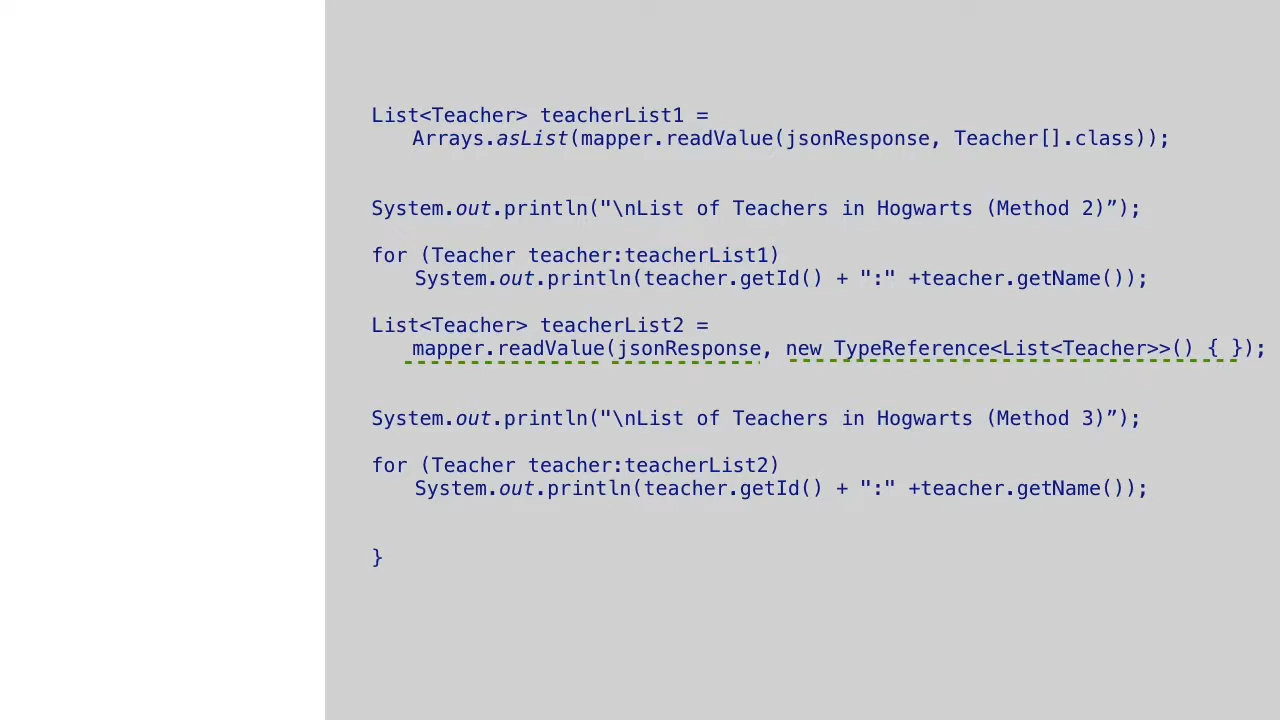 List<Teacher> teacherList1 =
Arrays.asList(mapper.readValue(jsonResponse, Teacher[].class));
System.out.println("\nList of Teachers in Hogwarts (Method 2)”);
for (Teacher teacher:teacherList1)
System.out.println(teacher.getId() + ":" +teacher.getName());
List<Teacher> teacherList2 =
mapper.readValue(jsonResponse, new TypeReference<List<Teacher>>() { });
System.out.println("\nList of Teachers in Hogwarts (Method 3)”);
for (Teacher teacher:teacherList2)
System.out.println(teacher.getId() + ":" +teacher.getName());
}